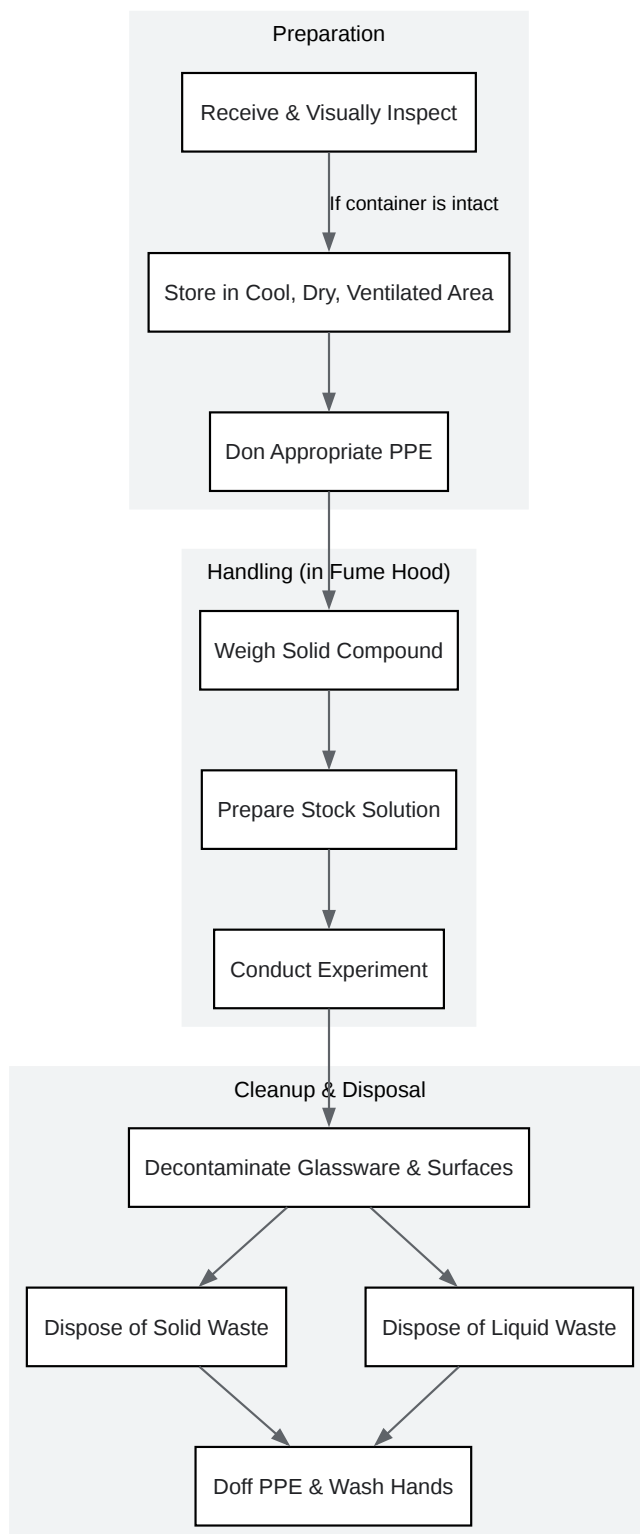 Preparation
Receive & Visually Inspect
If container is intact
Store in Cool, Dry, Ventilated Area
Don Appropriate PPE
Handling (in Fume Hood)
Weigh Solid Compound
Prepare Stock Solution
Conduct Experiment
Cleanup & Disposal
Decontaminate Glassware & Surfaces
Dispose of Solid Waste
Dispose of Liquid Waste
Doff PPE & Wash Hands